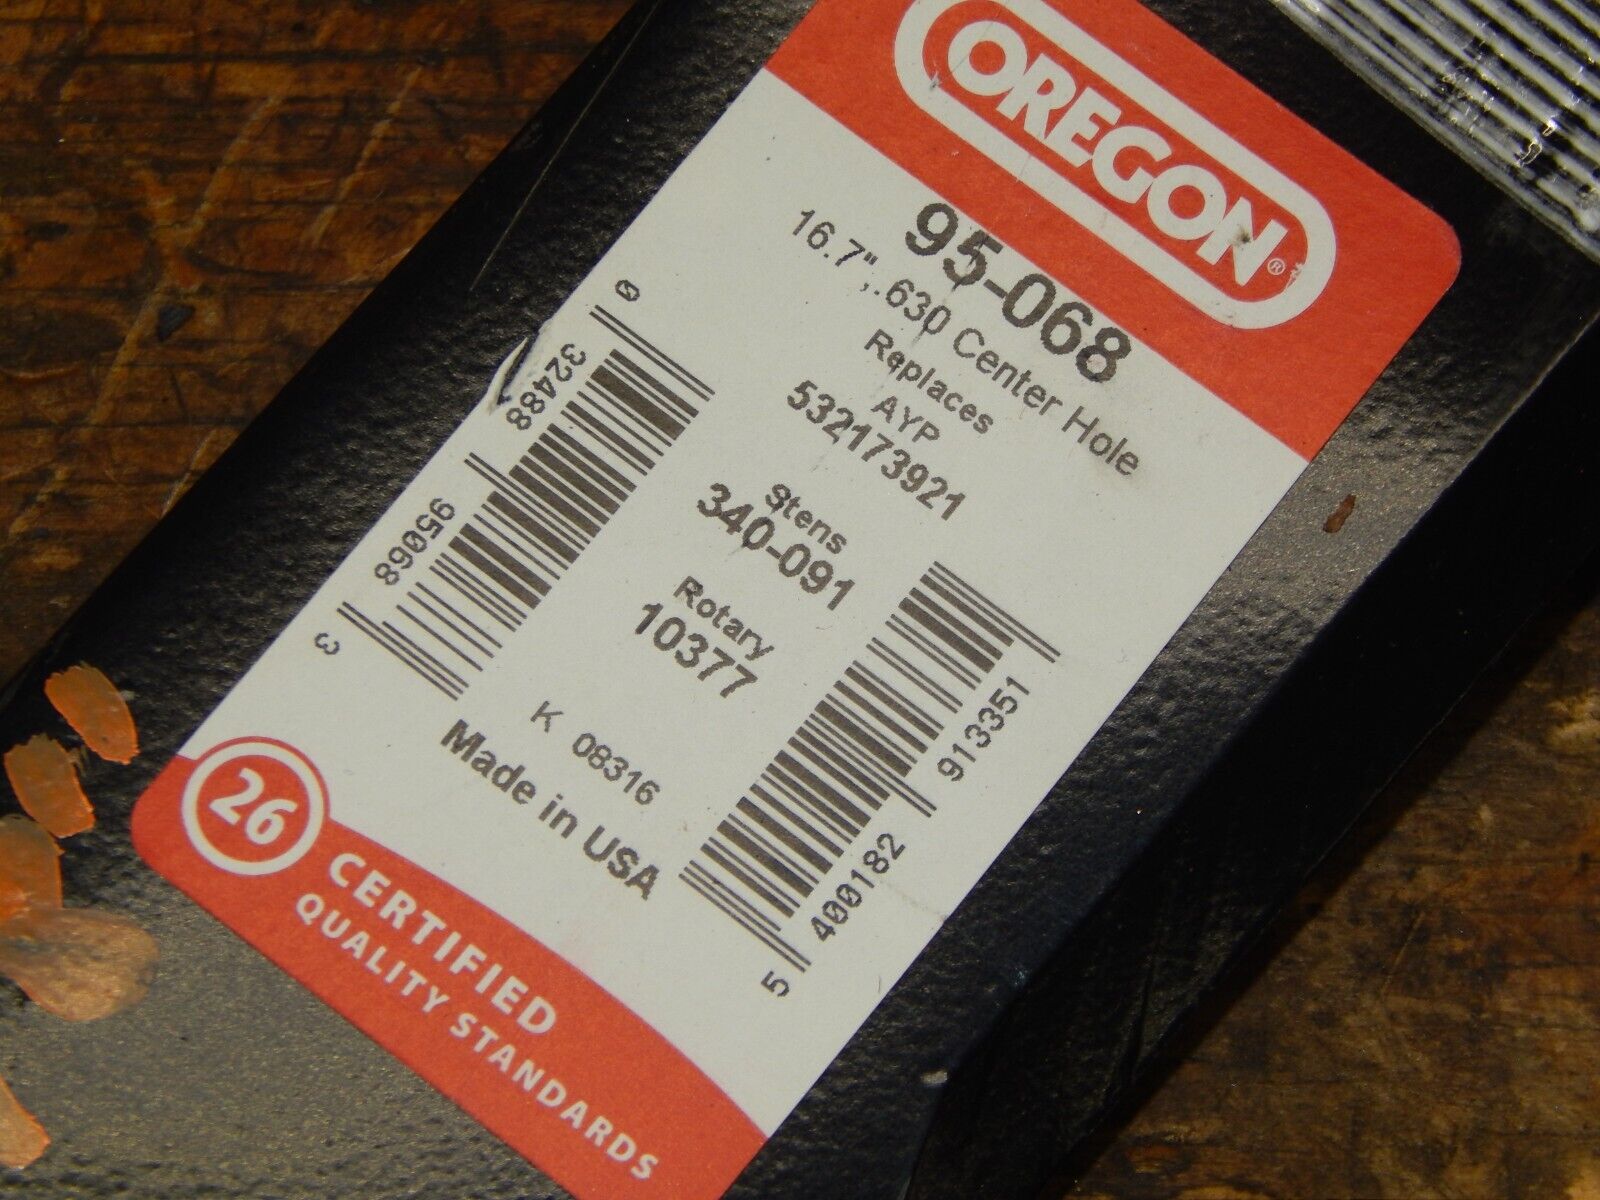 OREGON®
95-068
16.7", .630 Center Hole
Replaces
AYP
532173921
Stens
340-091
Rotary
10377
K 08316
Made in USA
0 32488 95068 3
5 400182 913351
26 CERTIFIED
QUALITY STANDARDS